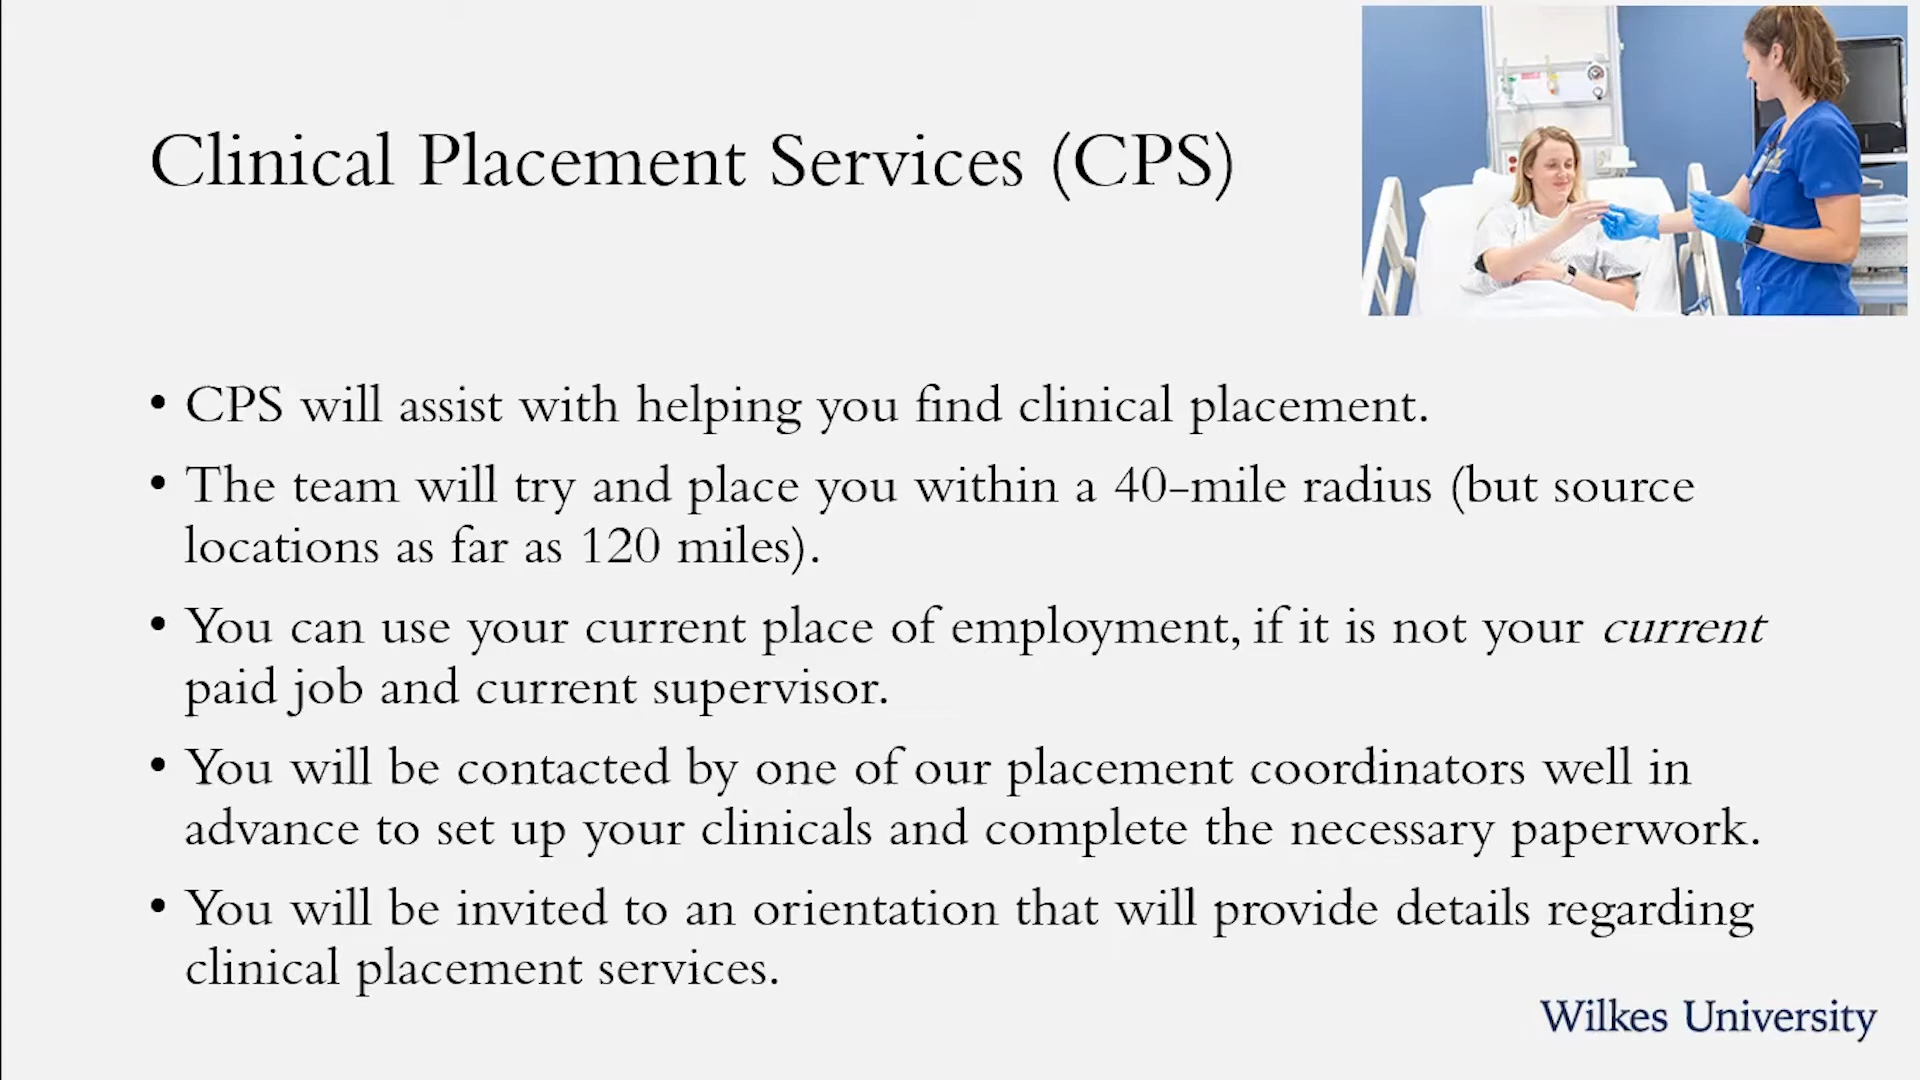 Clinical Placement Services (CPS)
• CPS will assist with helping you find clinical placement.
• The team will try and place you within a 40-mile radius (but source
locations as far as 120 miles).
• You can use your current place of employment, if it is not your current
paid job and current supervisor.
• You will be contacted by one of our placement coordinators well in
advance to set up your clinicals and complete the necessary paperwork.
• You will be invited to an orientation that will provide details regarding
clinical placement services.
Wilkes University